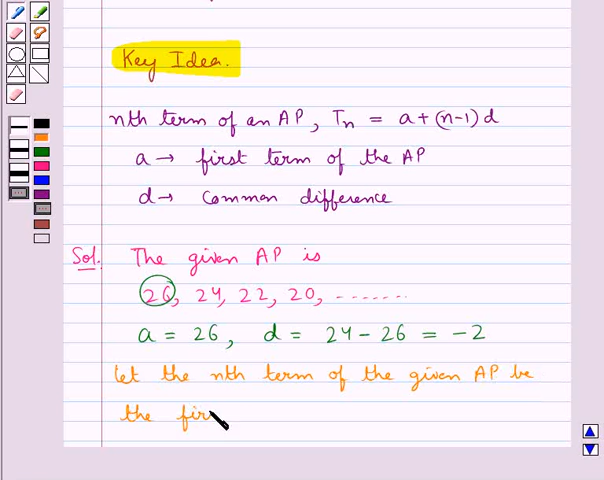 Key Idea.
nth term of an AP, Tn = a+(n-1)d
a → first term of the AP
d → Common difference
Sol. The given AP is
26, 24, 22, 20, ........
a = 26, d = 24 - 26 = -2
Let the nth term of the given AP be
the fir